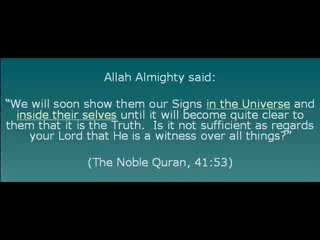 Allah Almighty said:
“We will soon show them our Signs in the Universe and
inside their selves until it will become quite clear to
them that it is the Truth.  Is it not sufficient as regards
your Lord that He is a witness over all things?”
(The Noble Quran, 41:53)